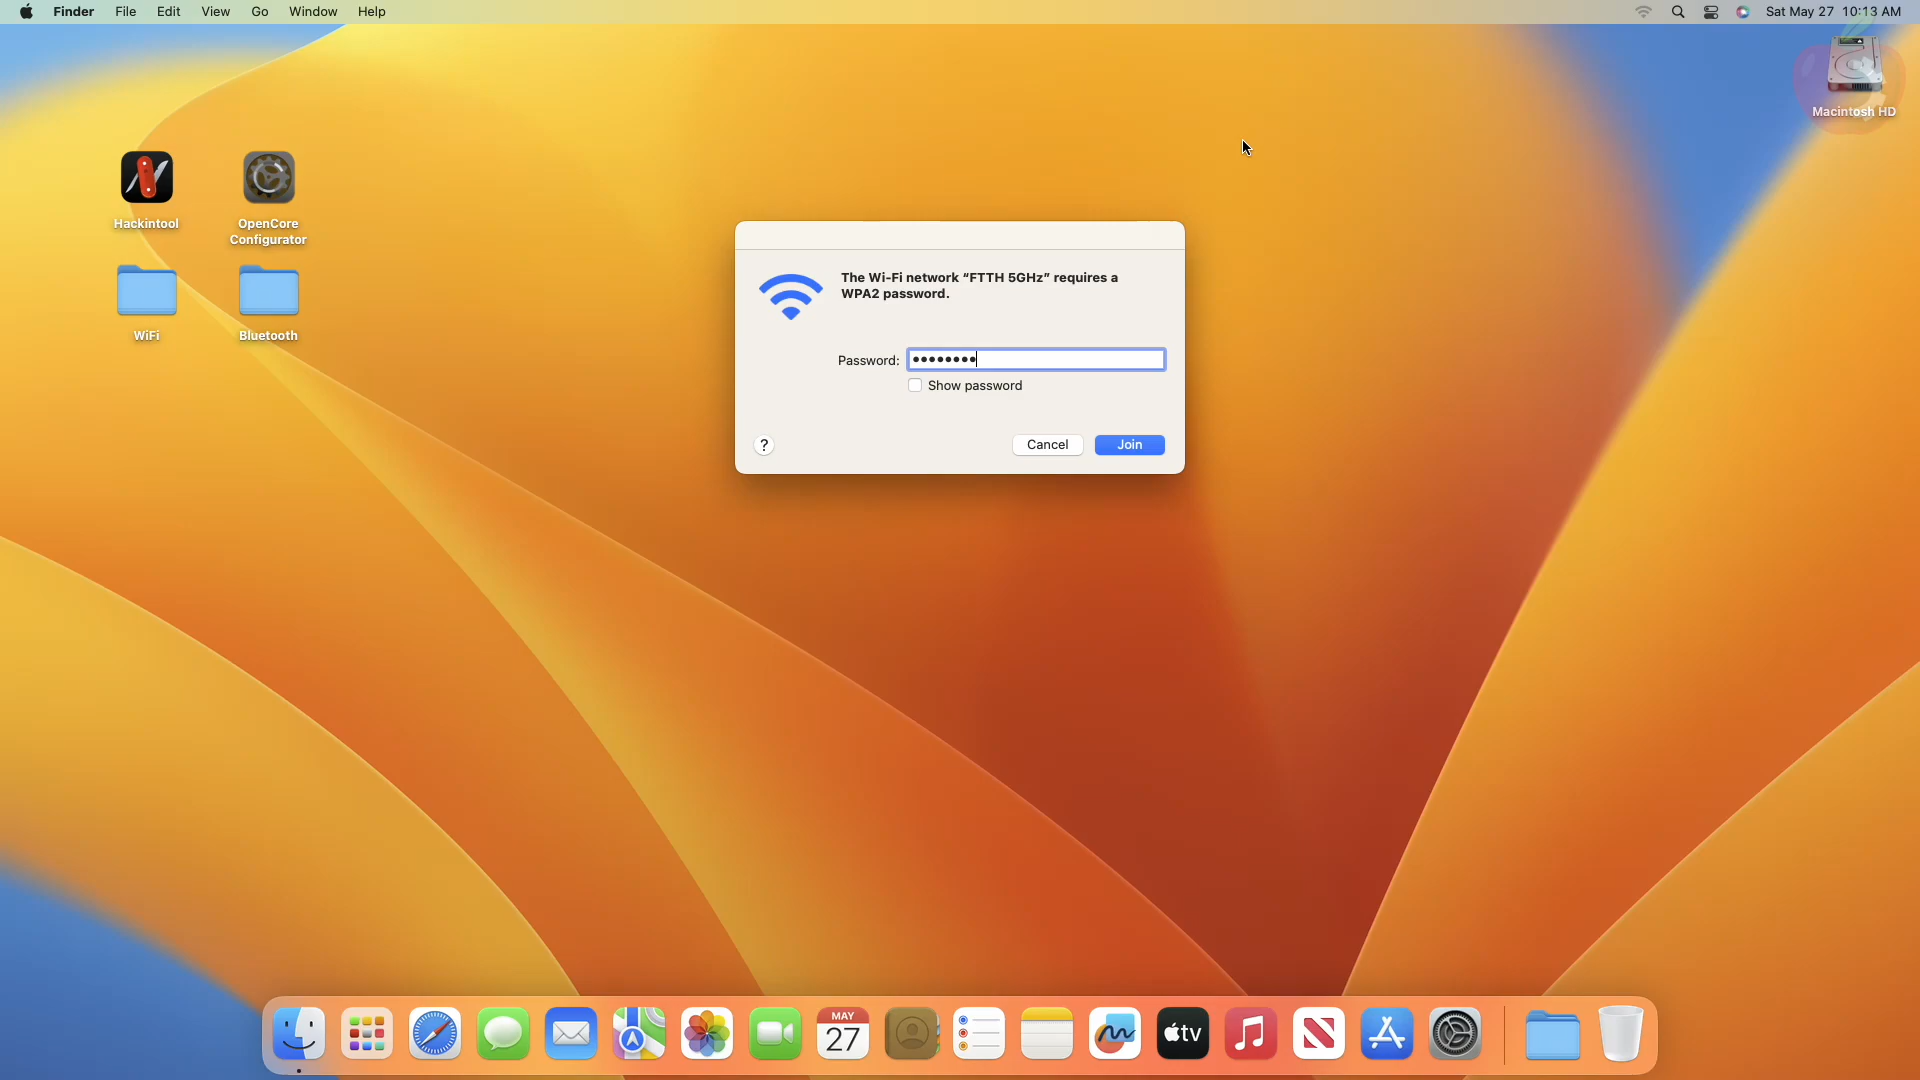 Finder File Edit View Go Window Help
Sat May 27 10:13 AM
Macintosh HD
Hackintool
OpenCore
Configurator
WiFi
Bluetooth
The Wi-Fi network “FTTH 5GHz” requires a
WPA2 password.
Password: ••••••••
Show password
? Cancel Join
MAY
27
tv